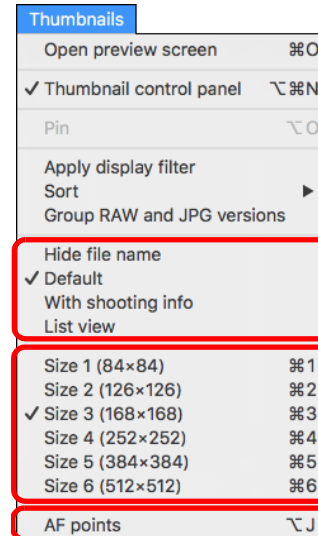 Thumbnails
Open preview screen ⌘O
✓ Thumbnail control panel ⌥⌘N
Pin ⌥O
Apply display filter
Sort ▶
Group RAW and JPG versions
Hide file name
✓ Default
With shooting info
List view
Size 1 (84×84) ⌘1
Size 2 (126×126) ⌘2
✓ Size 3 (168×168) ⌘3
Size 4 (252×252) ⌘4
Size 5 (384×384) ⌘5
Size 6 (512×512) ⌘6
AF points ⌥J